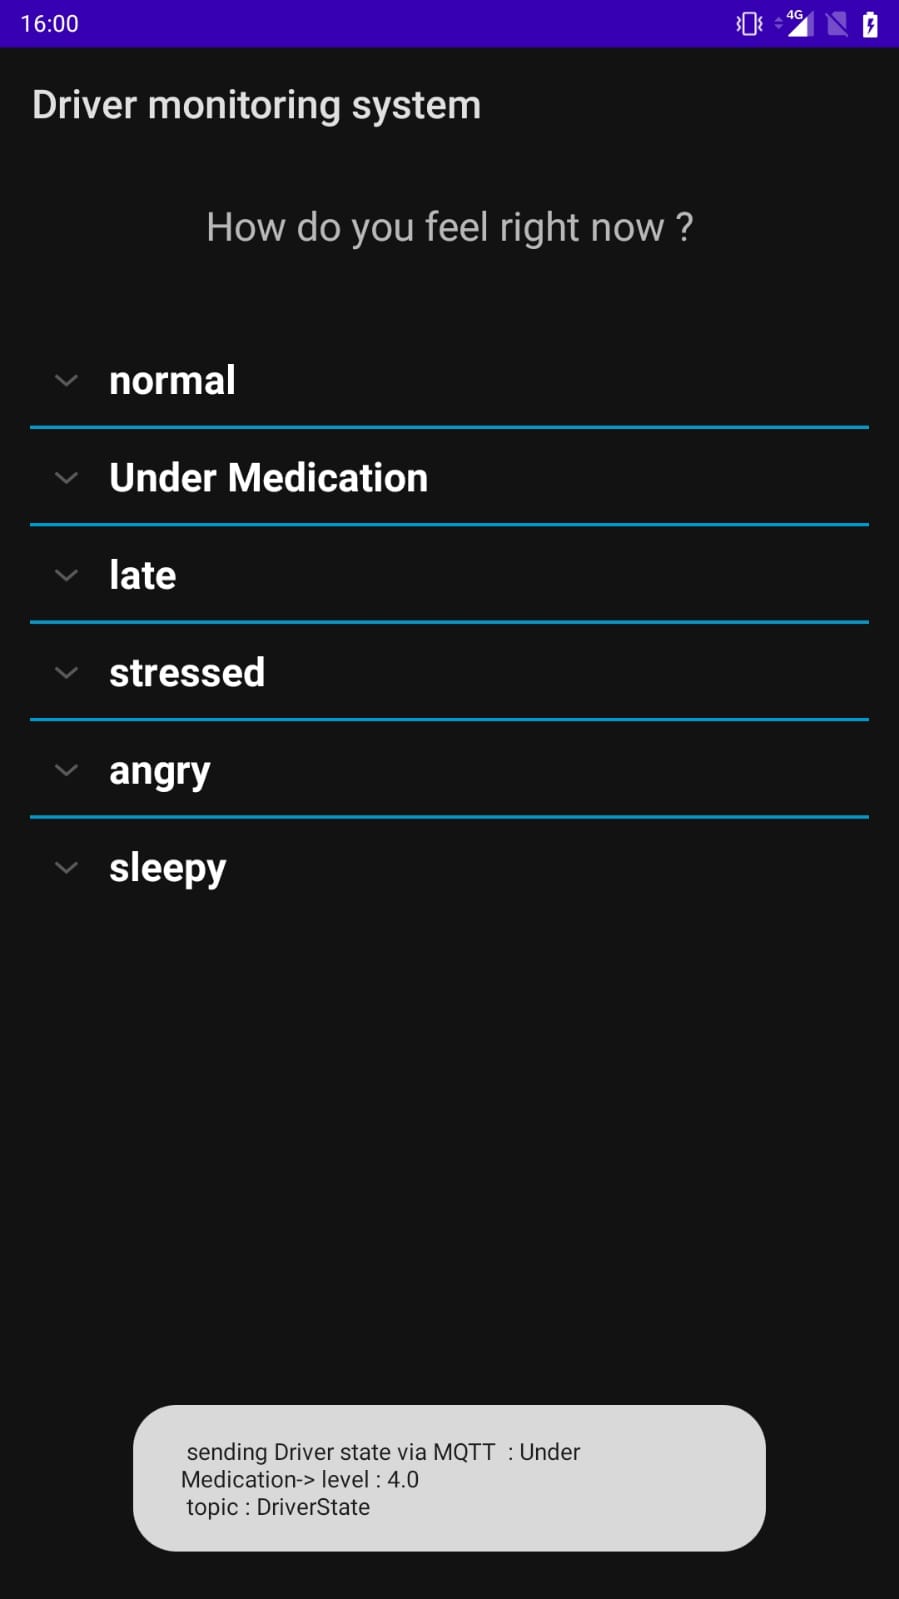 16:00
4G
Driver monitoring system
How do you feel right now ?
normal
Under Medication
late
stressed
angry
sleepy
sending Driver state via MQTT  : Under
Medication-> level : 4.0
topic : DriverState